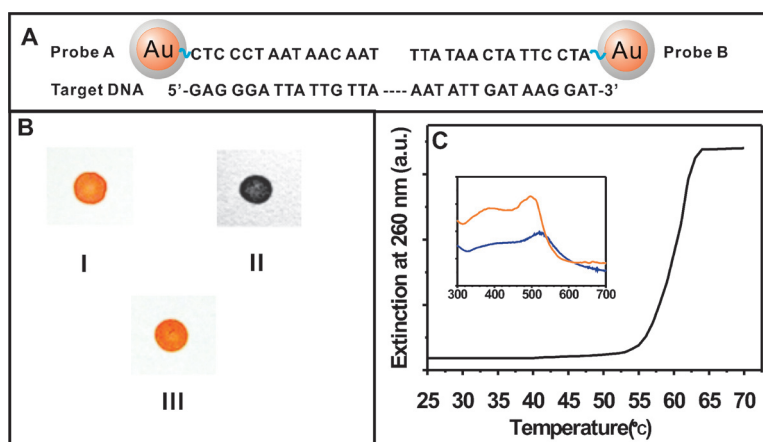 A
Probe A Au CTC CCT AAT AAC AAT TTA TAA CTA TTC CTA Au Probe B
Target DNA 5'-GAG GGA TTA TTG TTA ---- AAT ATT GAT AAG GAT-3'
B
I
II
III
C
Extinction at 260 nm (a.u.)
300 400 500 600 700
25 35 40 45 50 55 60 65 70
Temperature(°C)